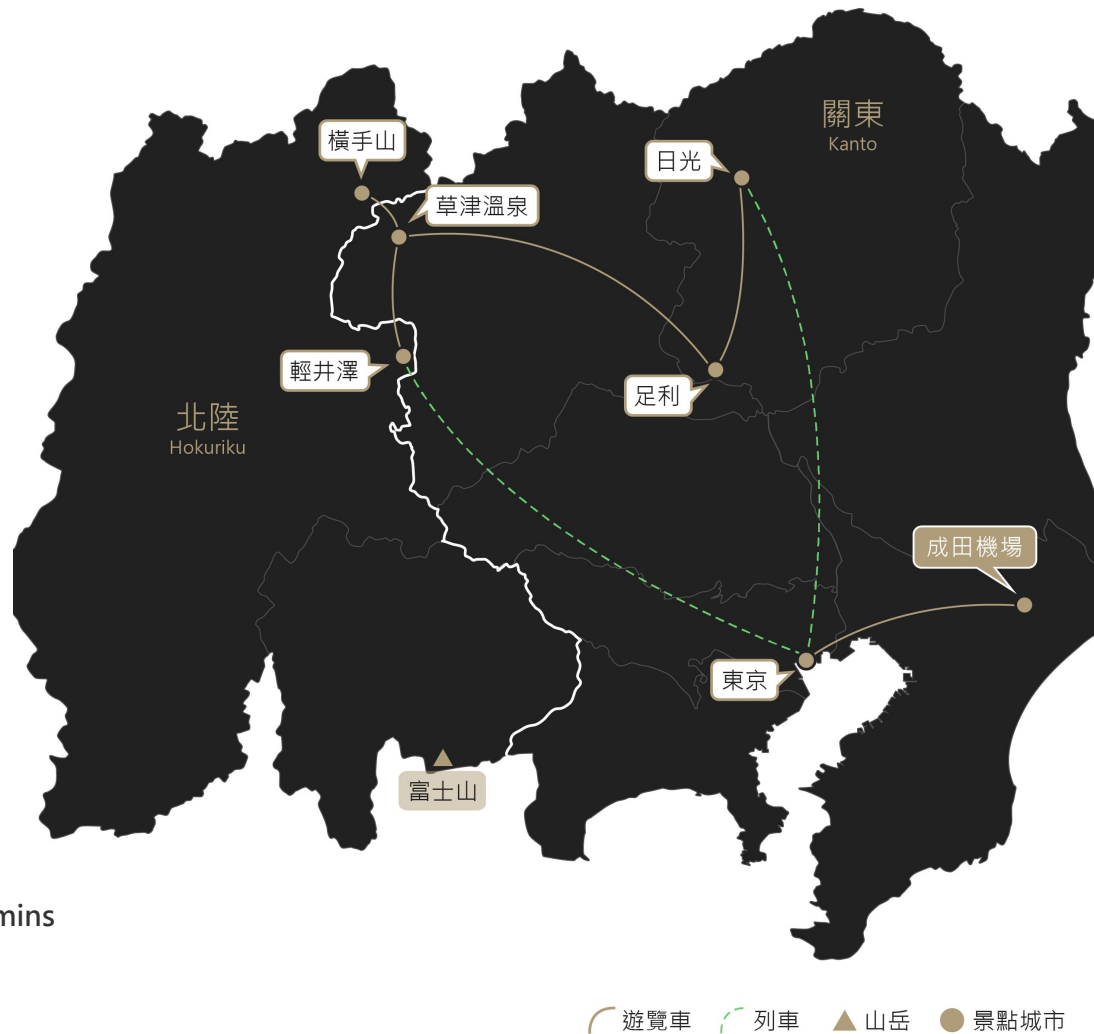 關東
Kanto
橫手山
日光
草津溫泉
輕井澤
足利
北陸
Hokuriku
成田機場
東京
富士山
mins
遊覽車
列車
山岳
景點城市